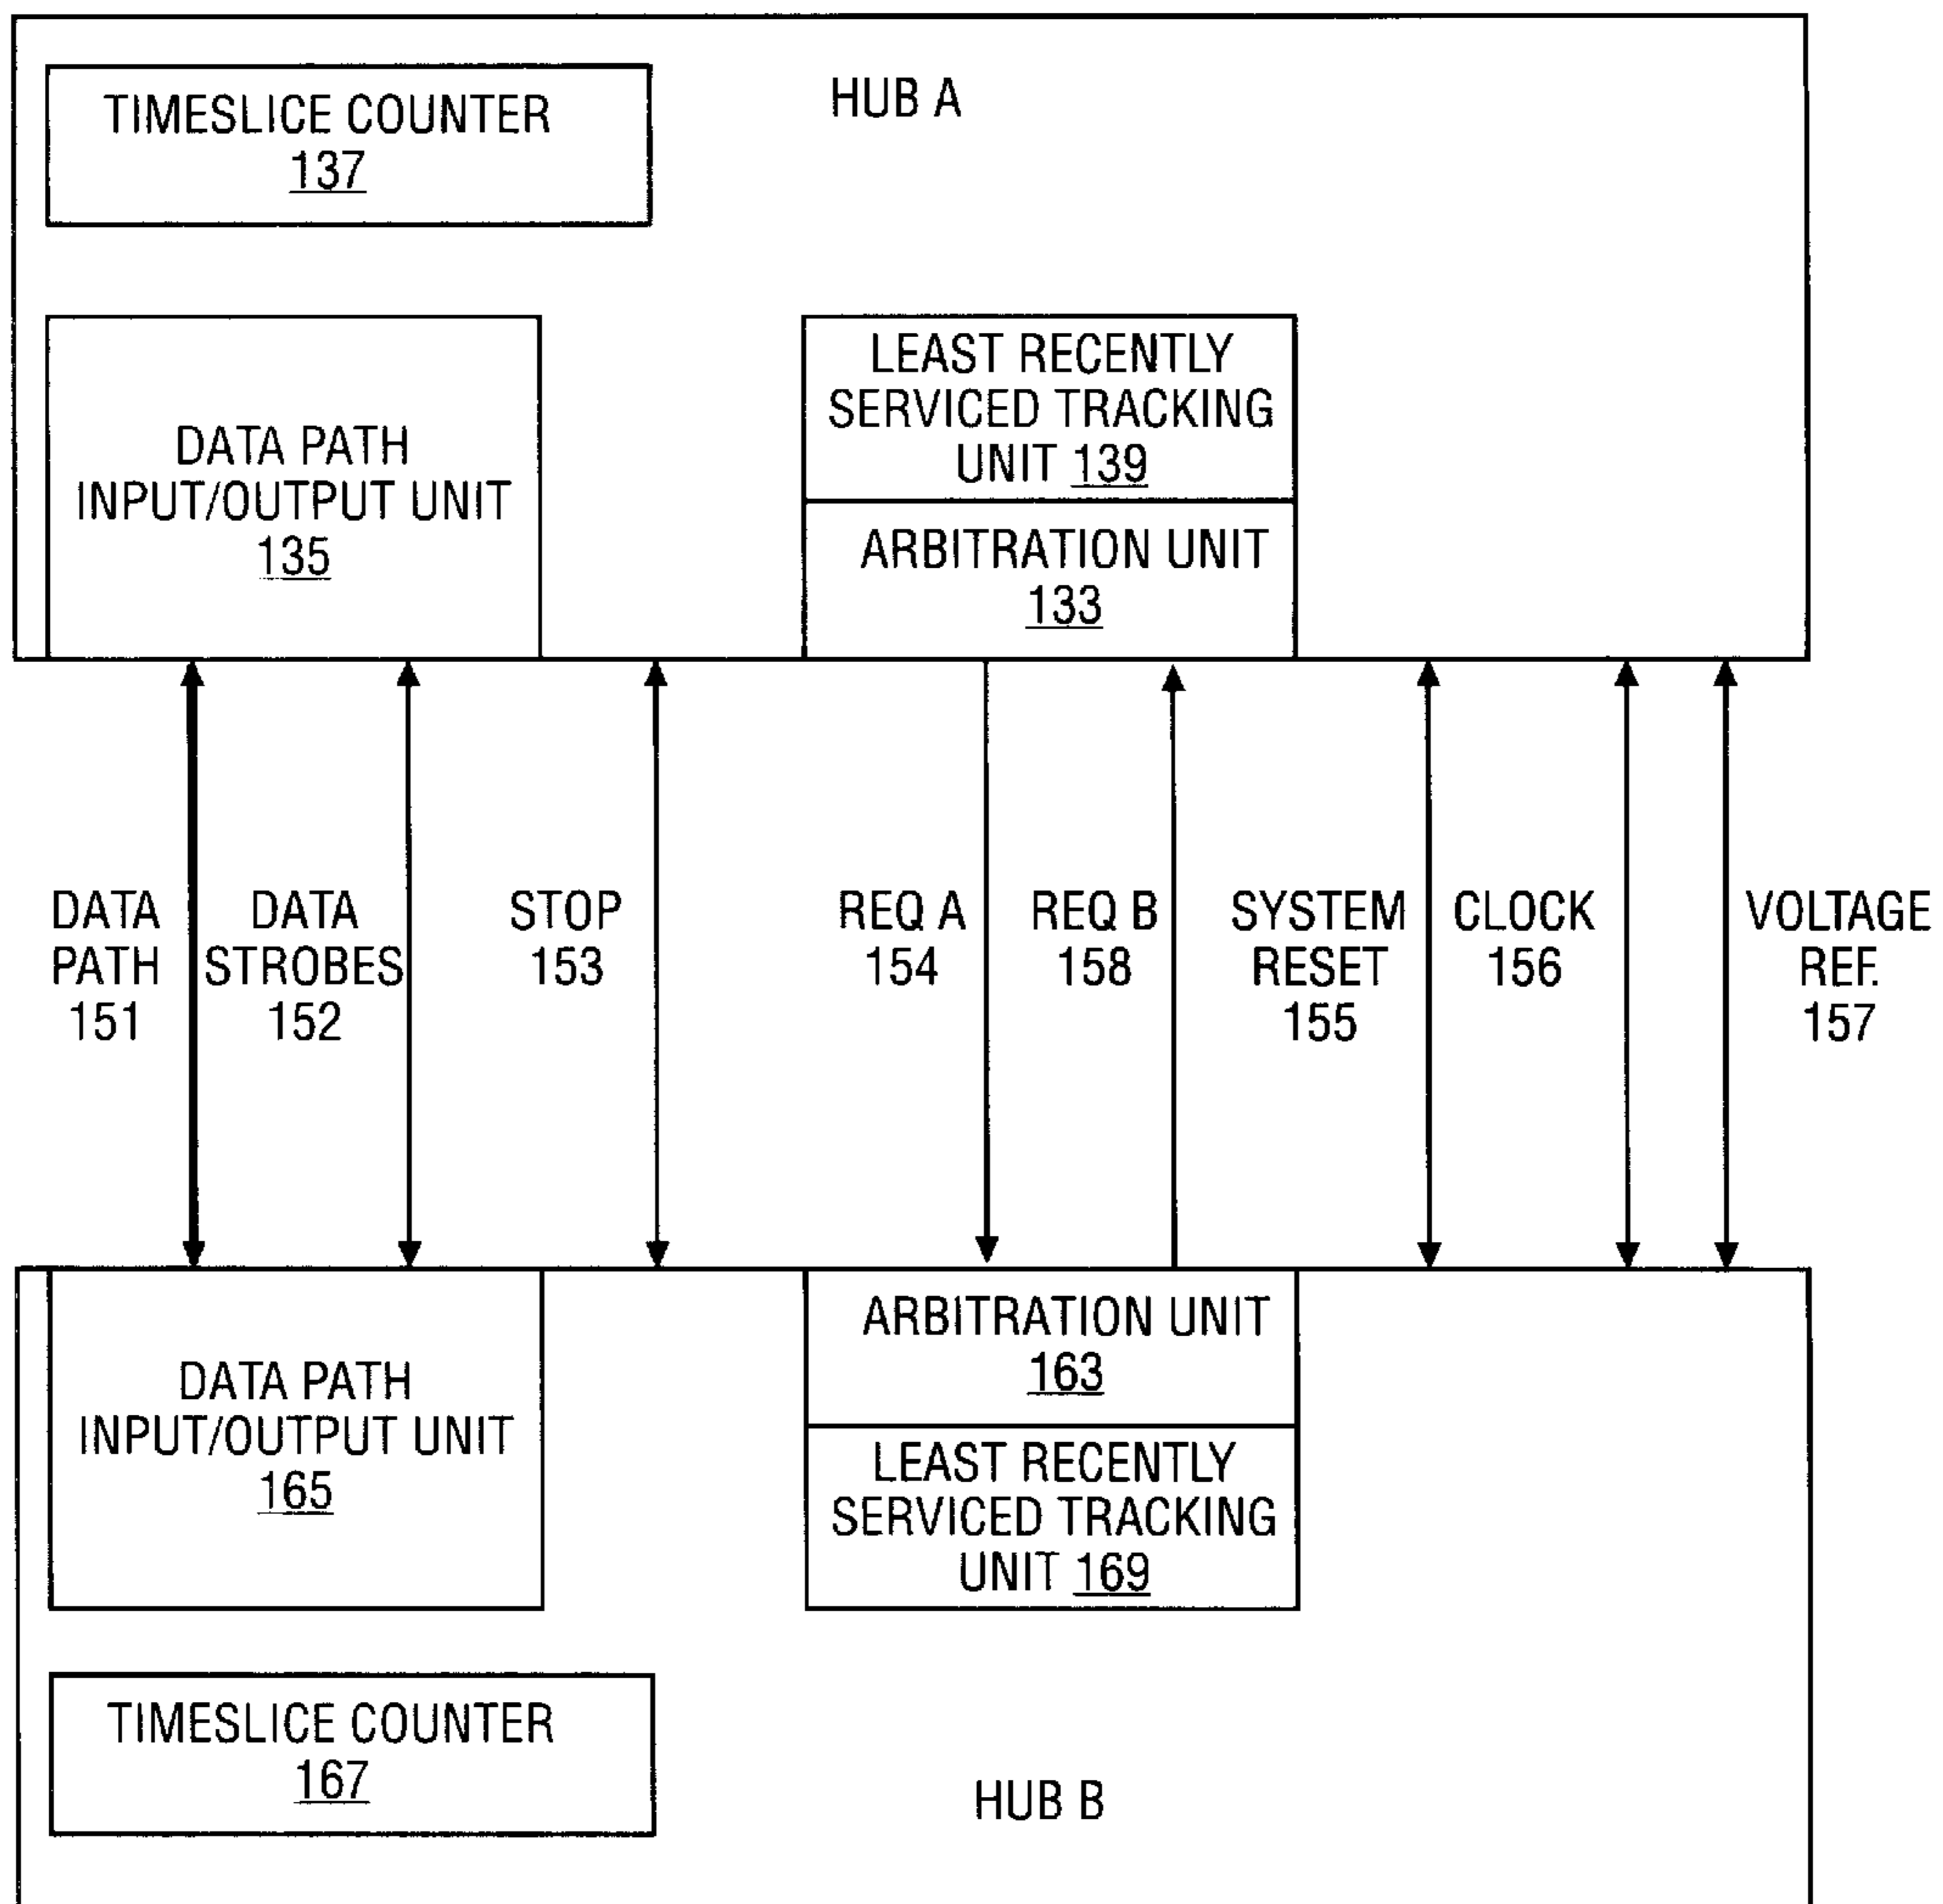 HUB A
TIMESLICE COUNTER
137
DATA PATH
INPUT/OUTPUT UNIT
135
LEAST RECENTLY
SERVICED TRACKING
UNIT 139
ARBITRATION UNIT
133
DATA
PATH
151
DATA
STROBES
152
STOP
153
REQ A
154
REQ B
158
SYSTEM
RESET
155
CLOCK
156
VOLTAGE
REF.
157
DATA PATH
INPUT/OUTPUT UNIT
165
ARBITRATION UNIT
163
LEAST RECENTLY
SERVICED TRACKING
UNIT 169
TIMESLICE COUNTER
167
HUB B